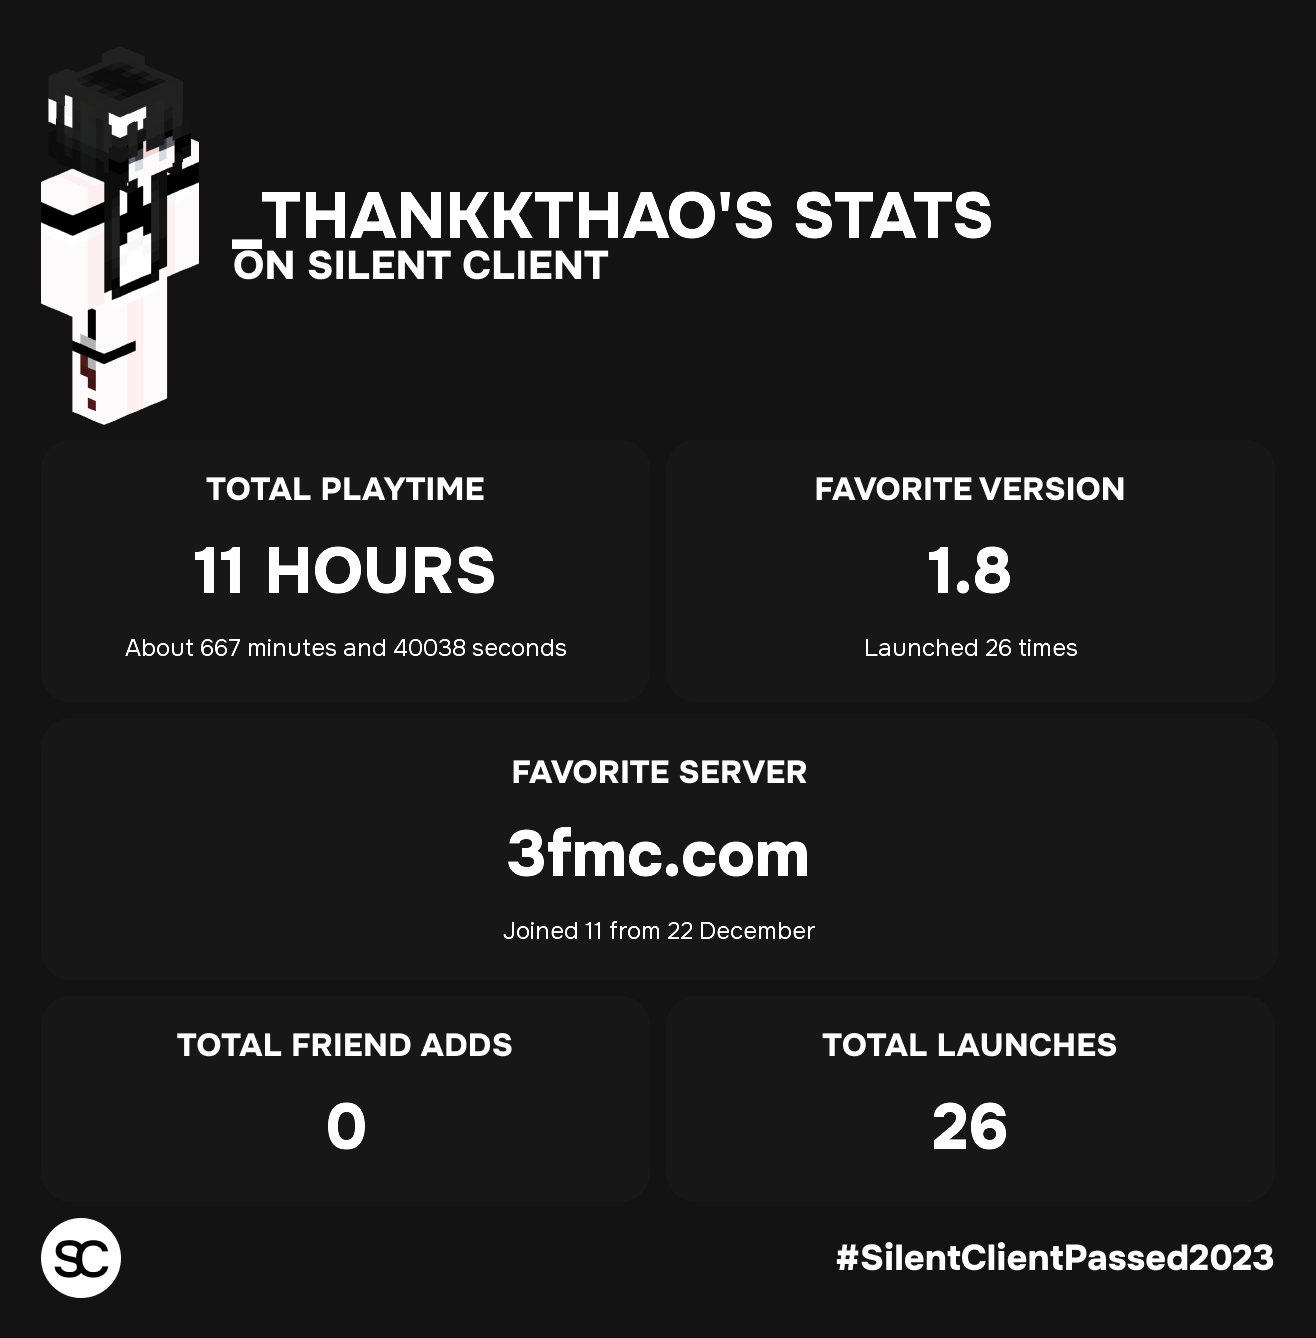 _THANKKTHAO'S STATS
ON SILENT CLIENT
TOTAL PLAYTIME
11 HOURS
About 667 minutes and 40038 seconds
FAVORITE VERSION
1.8
Launched 26 times
FAVORITE SERVER
3fmc.com
Joined 11 from 22 December
TOTAL FRIEND ADDS
0
TOTAL LAUNCHES
26
SC
#SilentClientPassed2023